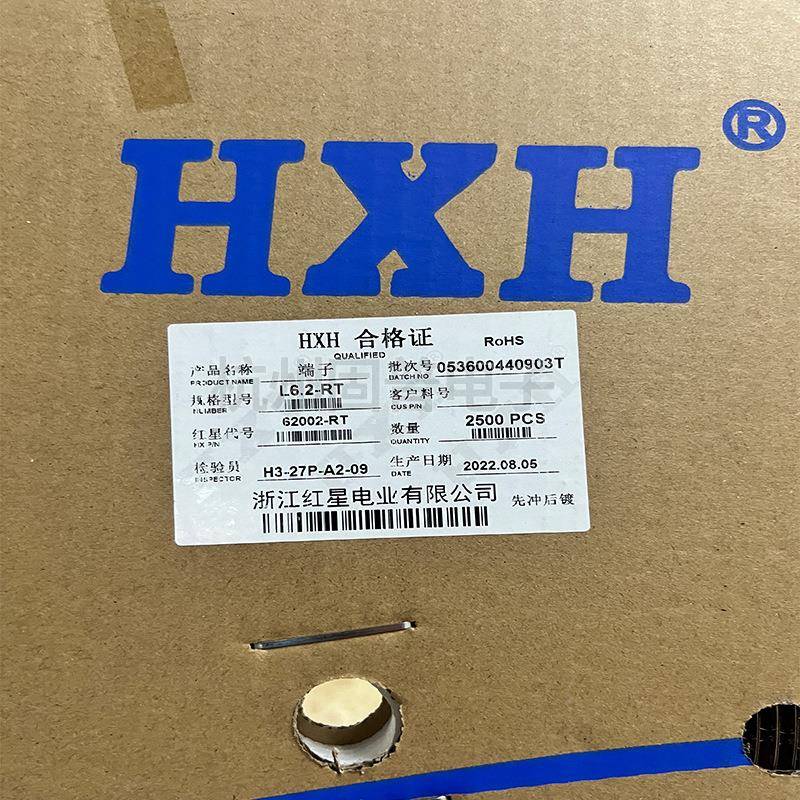 HXH®
HXH 合格证 RoHS
QUALIFIED
产品名称 端子 批次号 053600440903T
PRODUCT NAME BATCH NO
规格型号 L6.2-RT 客户料号
NUMBER CUS P/N
红星代号 62002-RT 数量 2500 PCS
HX P/N QUANTITY
检验员 H3-27P-A2-09 生产日期 2022.08.05
INSPECTOR DATE
浙江红星电业有限公司 先冲后镀